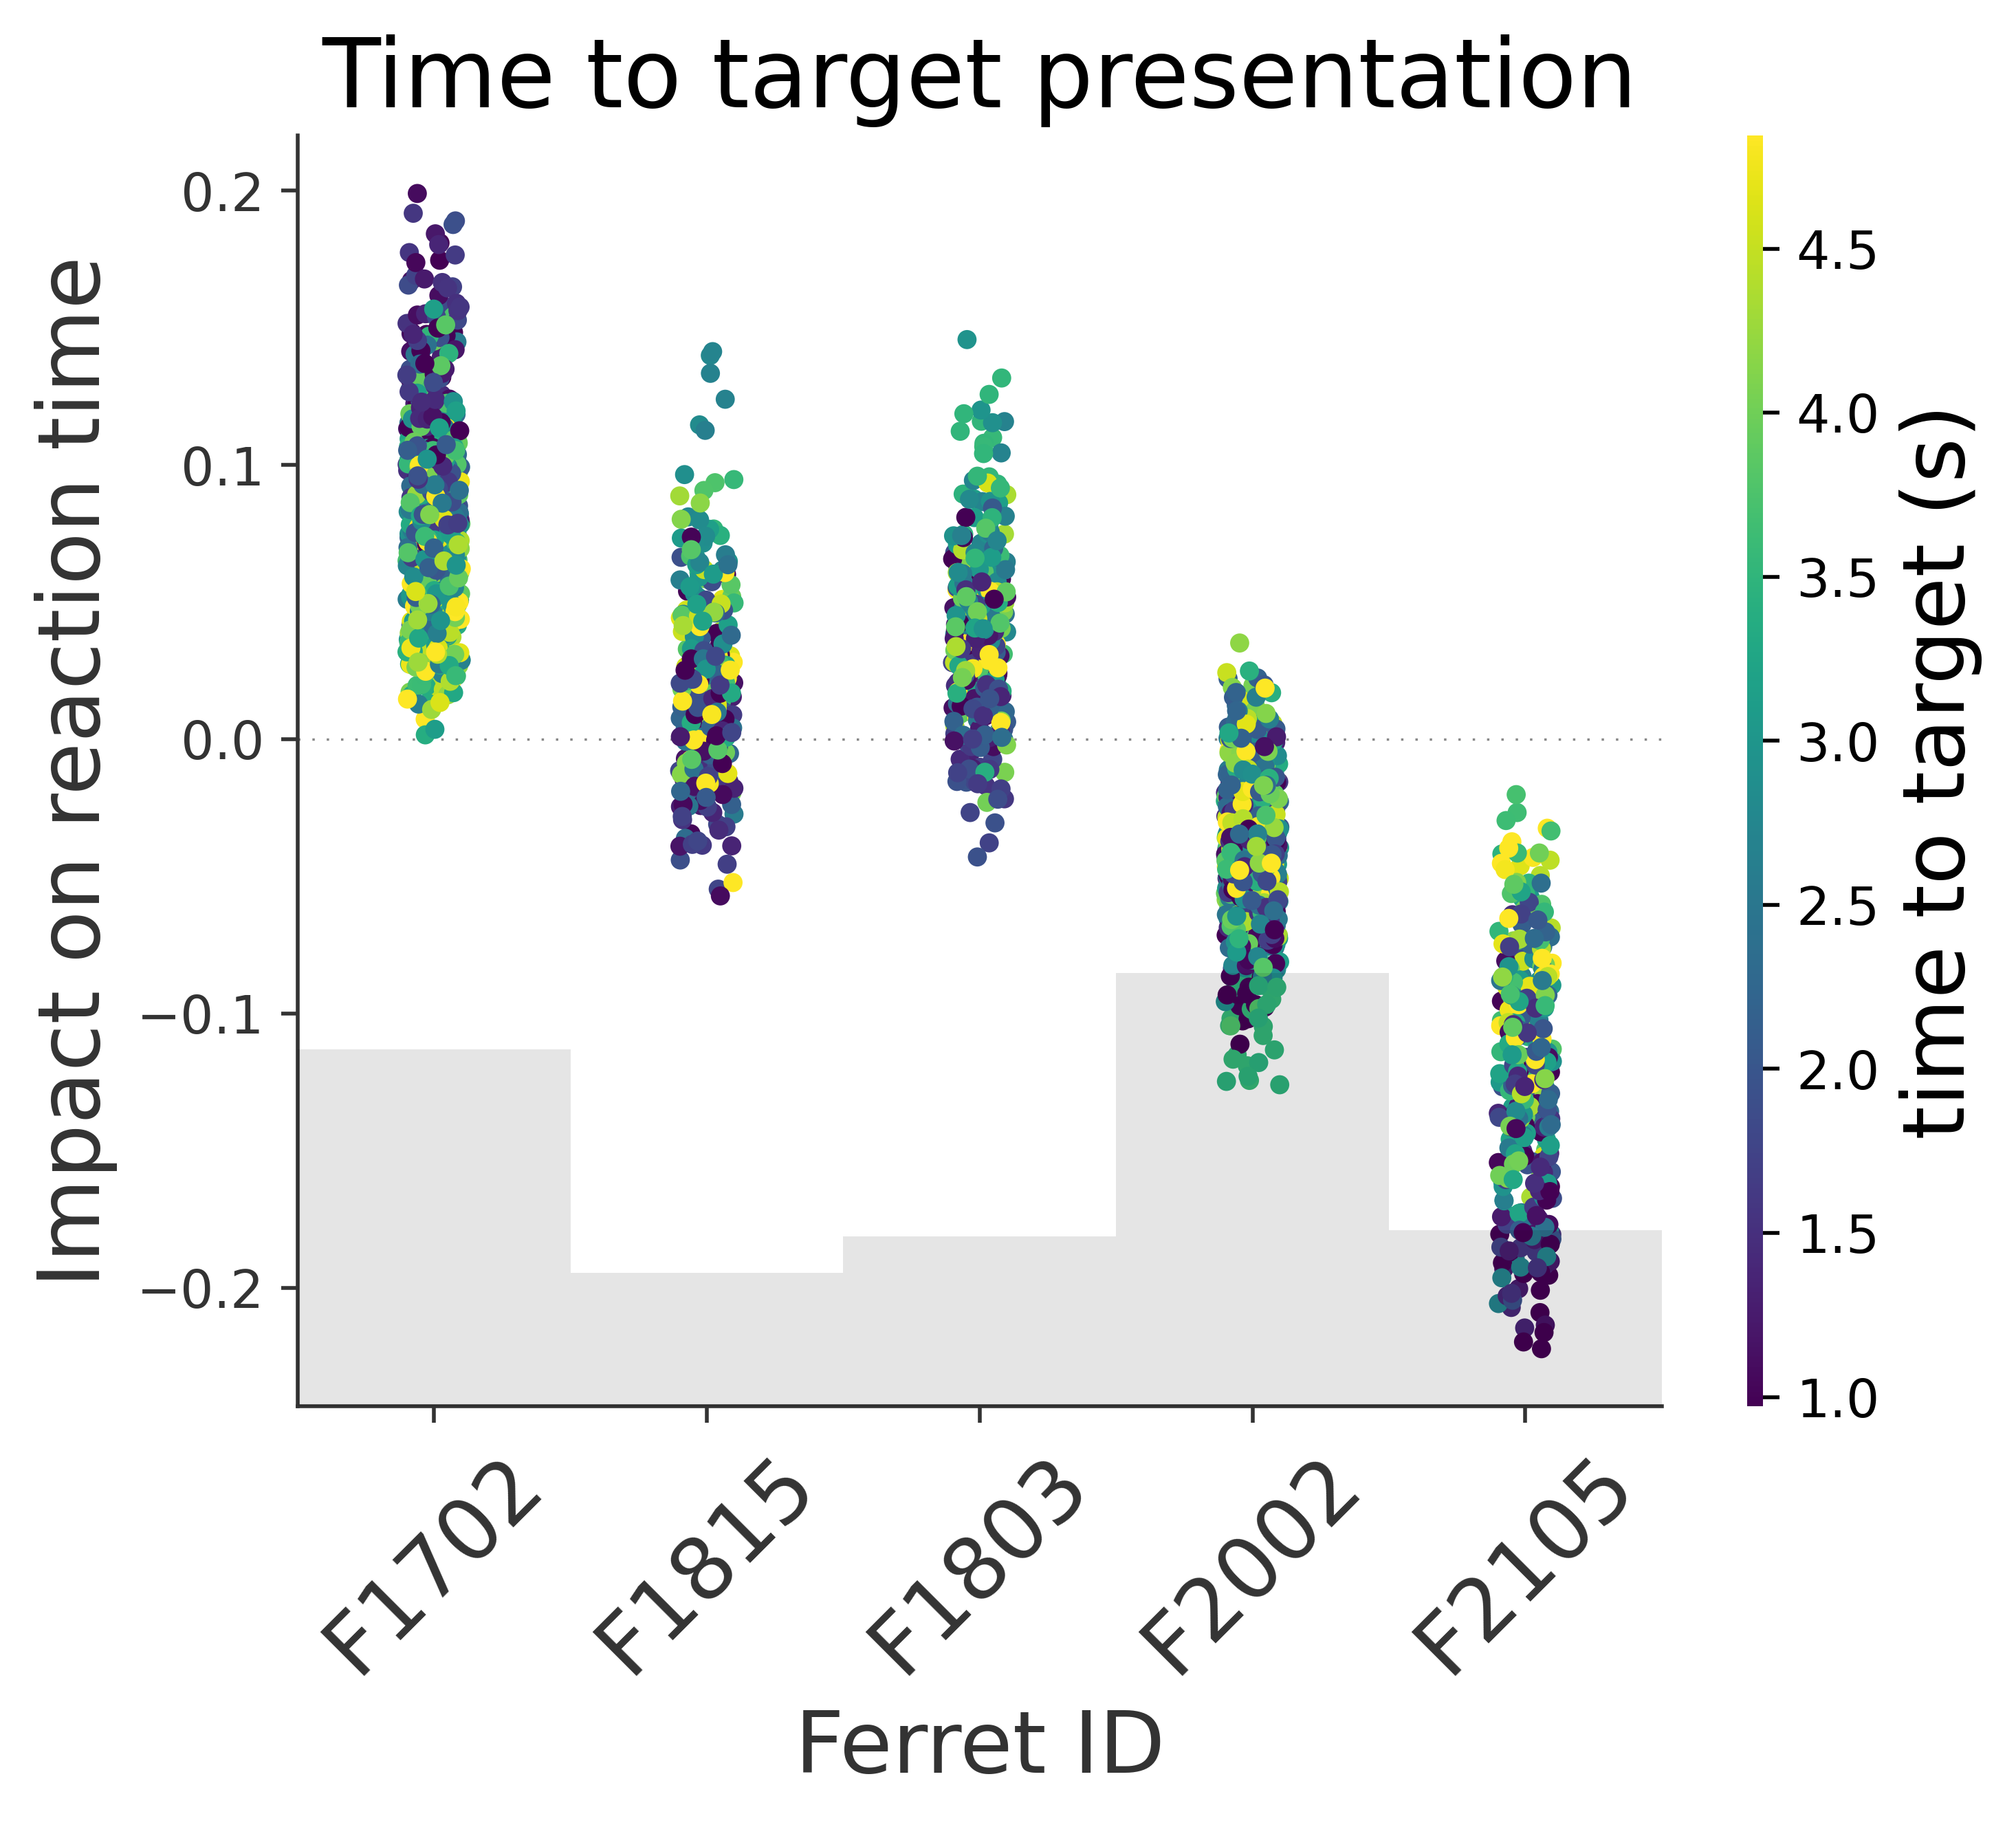 Time to target presentation
Impact on reaction time
0.2
0.1
0.0
−0.1
−0.2
F1702
F1815
F1803
F2002
F2105
Ferret ID
4.5
4.0
3.5
3.0
2.5
2.0
1.5
1.0
time to target (s)